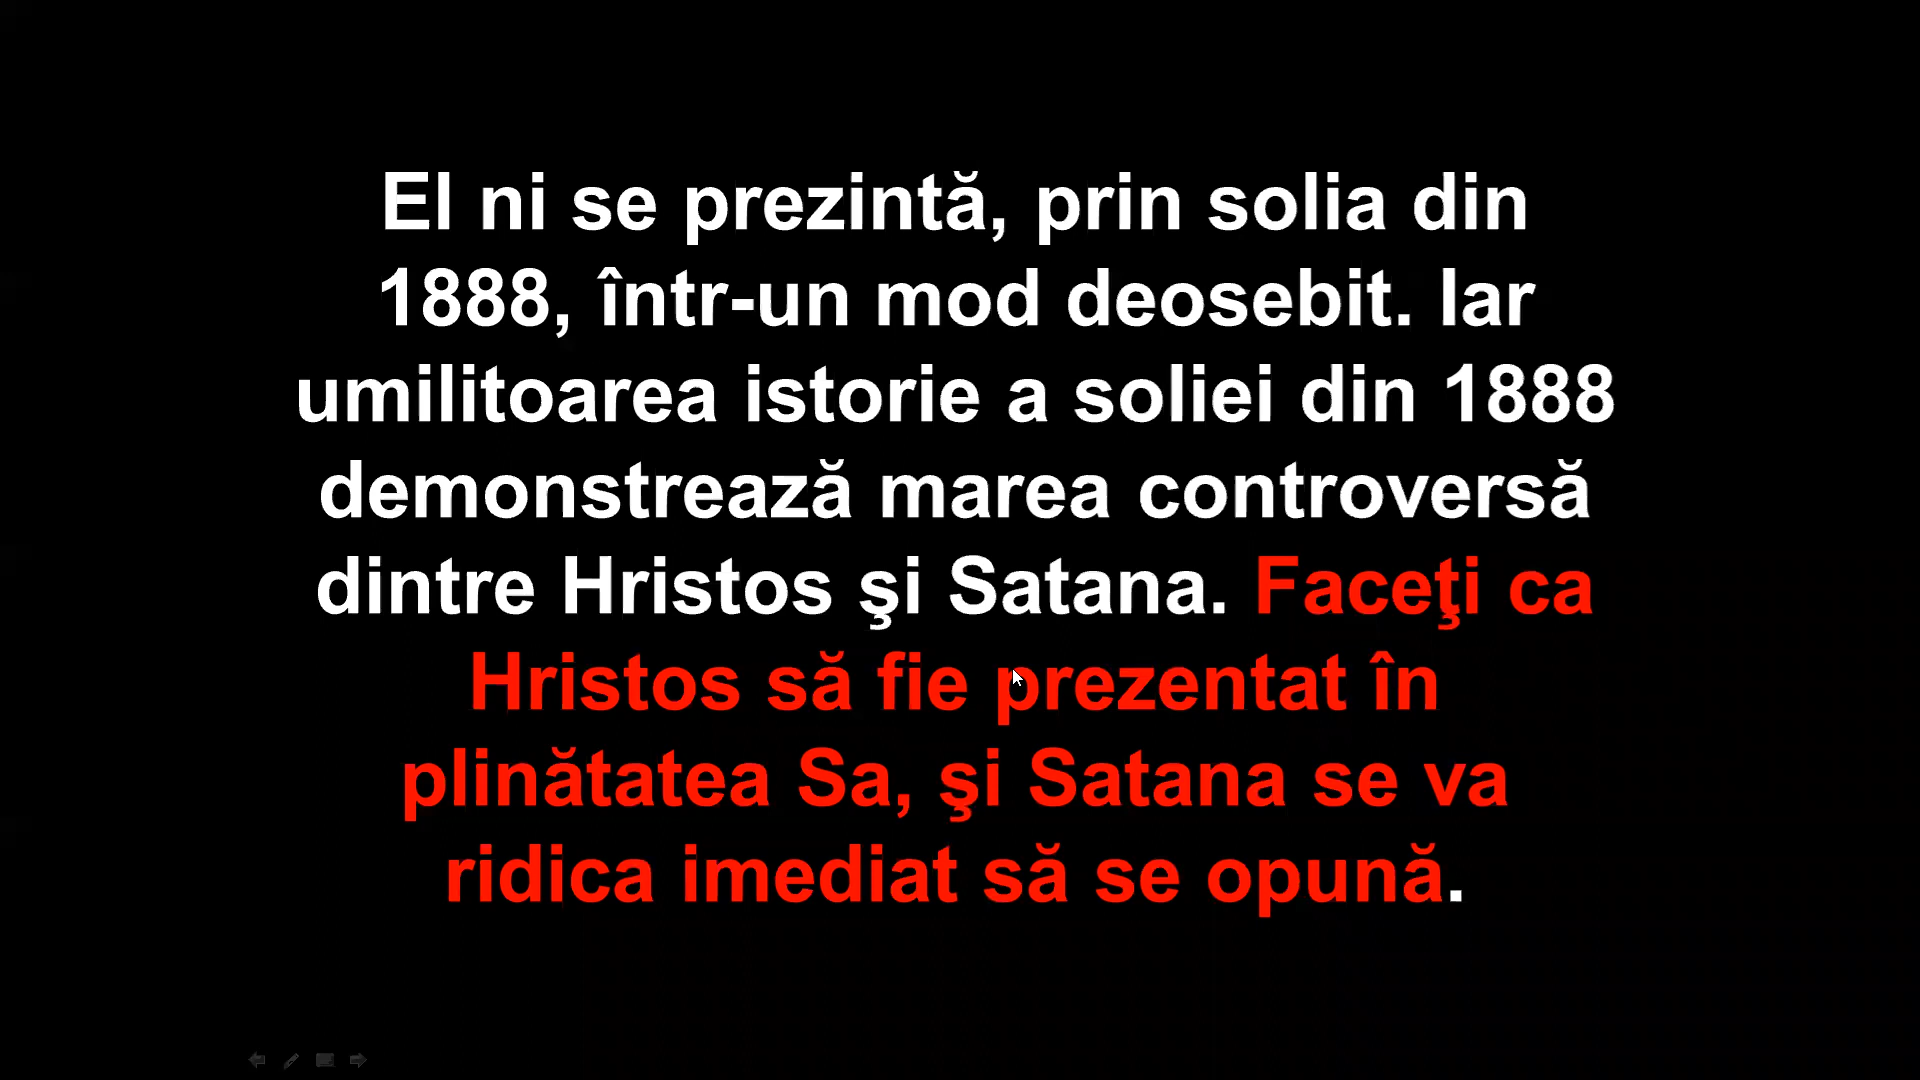 El ni se prezintă, prin solia din
1888, într-un mod deosebit. Iar
umilitoarea istorie a soliei din 1888
demonstrează marea controversă
dintre Hristos şi Satana. Faceţi ca
Hristos să fie prezentat în
plinătatea Sa, şi Satana se va
ridica imediat să se opună.